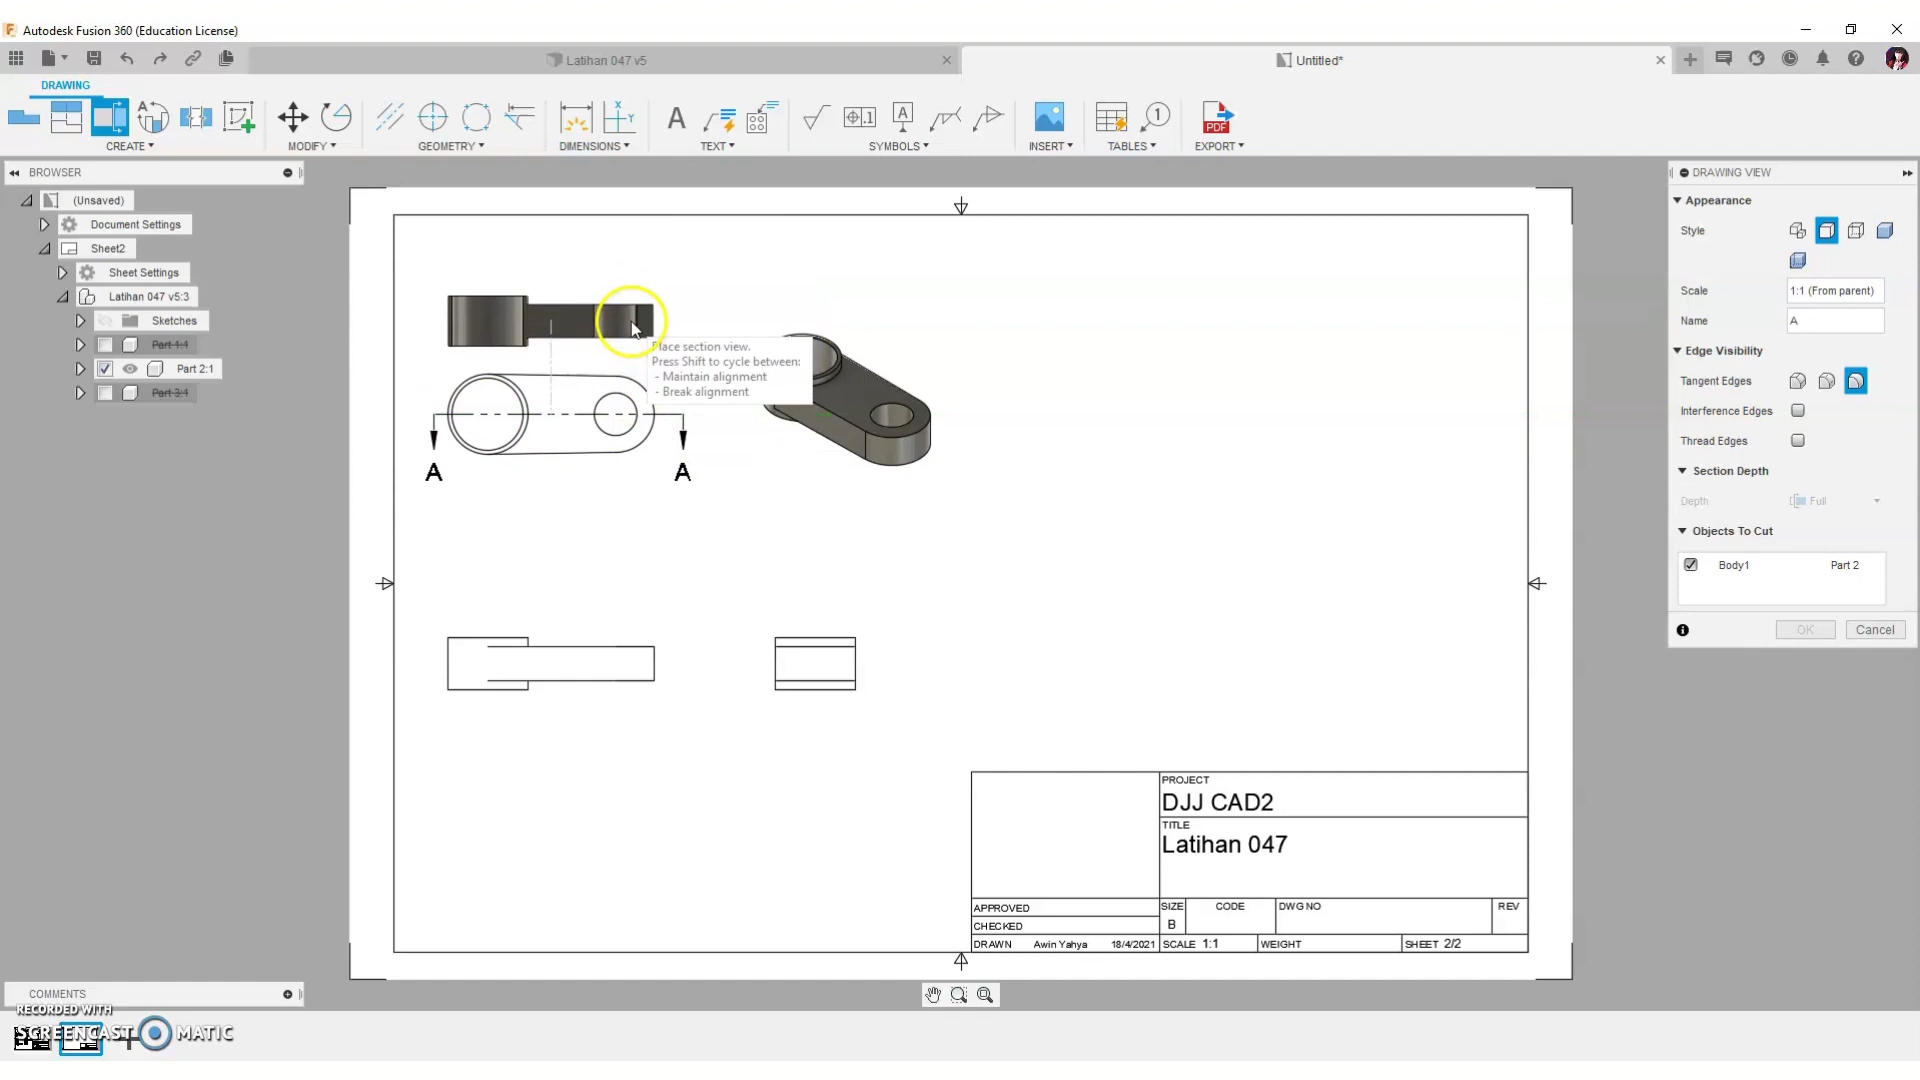 Autodesk Fusion 360 (Education License)
Latihan 047 v5
Untitled*
DRAWING
CREATE
MODIFY
GEOMETRY
DIMENSIONS
TEXT
SYMBOLS
INSERT
TABLES
EXPORT
BROWSER
(Unsaved)
Document Settings
Sheet2
Sheet Settings
Latihan 047 v5:3
Sketches
Part 1:1
Part 2:1
Part 3:1
Place section view.
Press Shift to cycle between:
- Maintain alignment
- Break alignment
A
A
DRAWING VIEW
Appearance
Style
Scale 1:1 (From parent)
Name A
Edge Visibility
Tangent Edges
Interference Edges
Thread Edges
Section Depth
Depth Full
Objects To Cut
Body1 Part 2
OK Cancel
PROJECT
DJJ CAD2
TITLE
Latihan 047
APPROVED
CHECKED
DRAWN Awin Yahya 18/4/2021
SIZE CODE DWG NO REV
B
SCALE 1:1 WEIGHT SHEET 2/2
COMMENTS
RECORDED WITH
SCREENCAST MATIC